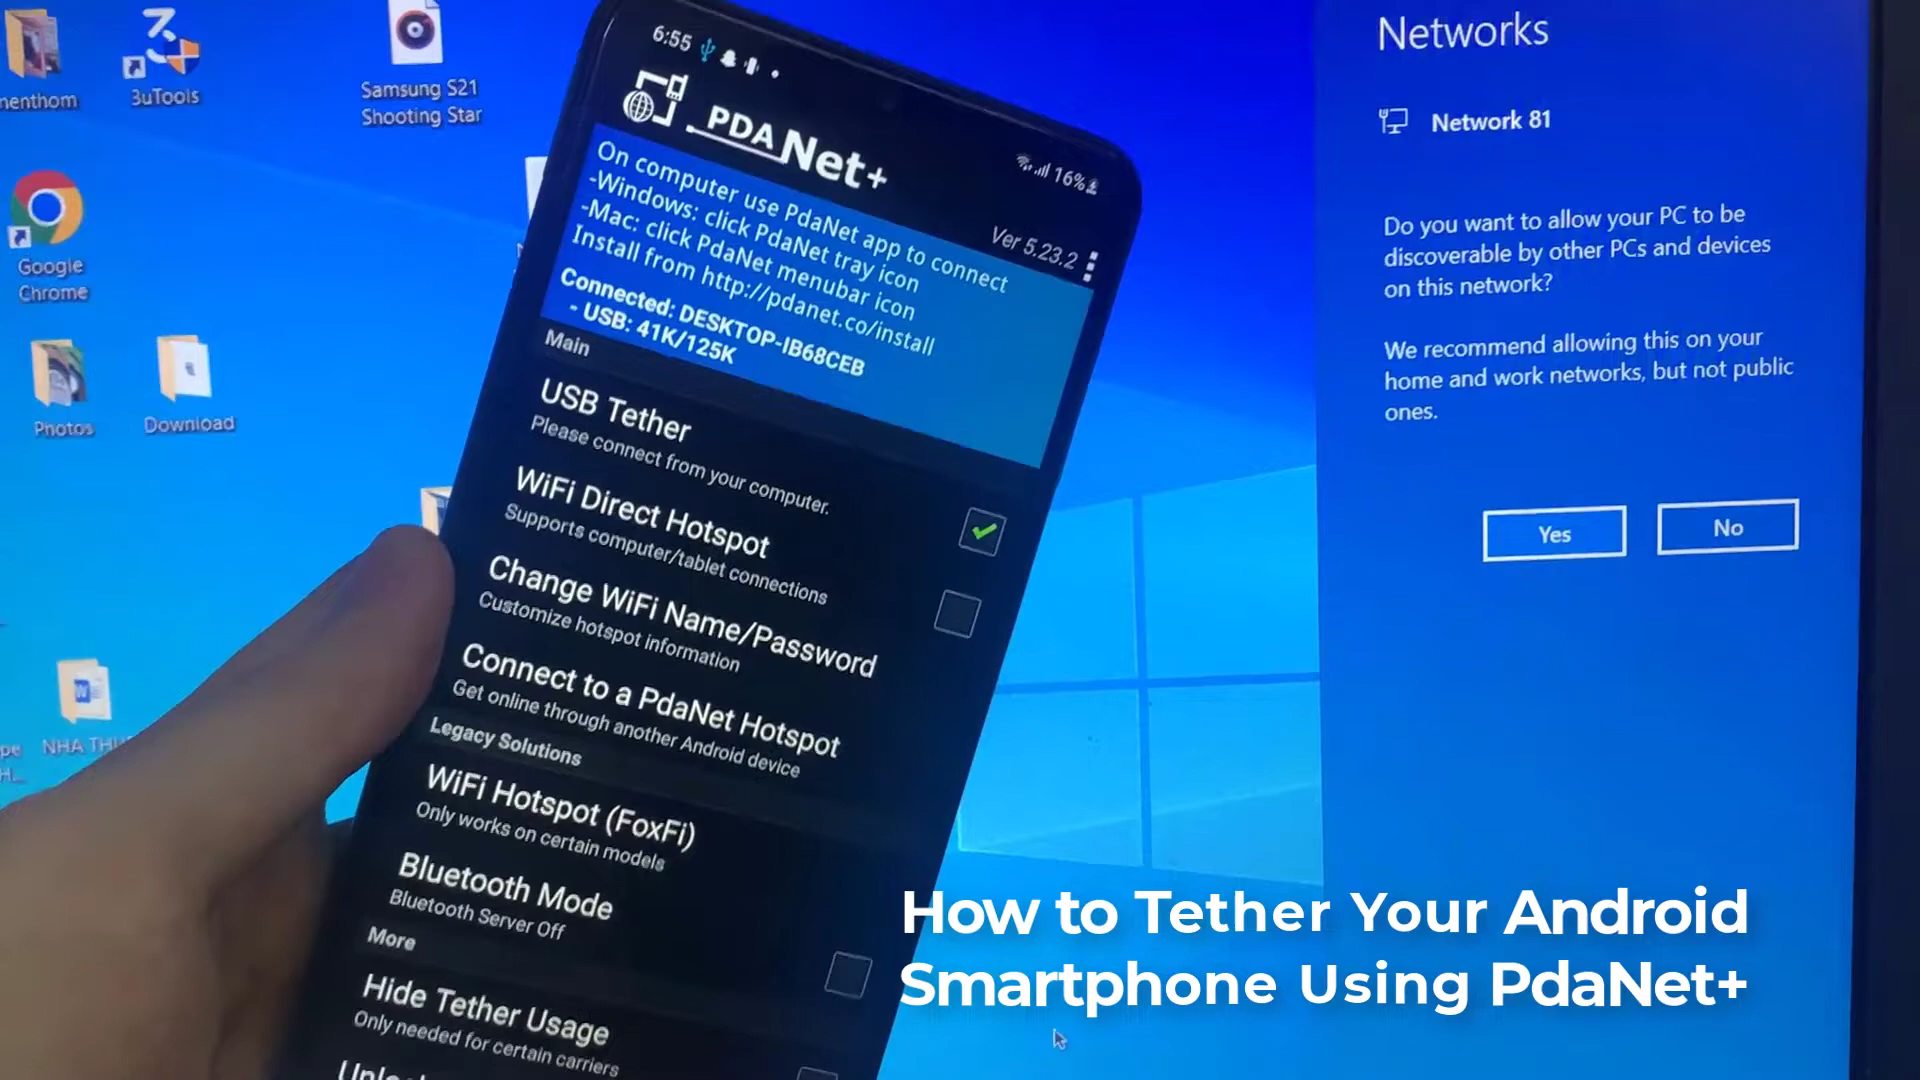 nenthom
3uTools
Samsung S21
Shooting Star
Google
Chrome
Photos
Download
NHA THU
pe
H...
6:55
16%
PDANet+
Ver 5.23.2
On computer use PdaNet app to connect
-Windows: click PdaNet tray icon
-Mac: click PdaNet menubar icon
Install from http://pdanet.co/install
Connected: DESKTOP-IB68CEB
- USB: 41K/125K
Main
USB Tether
Please connect from your computer.
WiFi Direct Hotspot
Supports computer/tablet connections
Change WiFi Name/Password
Customize hotspot information
Connect to a PdaNet Hotspot
Get online through another Android device
Legacy Solutions
WiFi Hotspot (FoxFi)
Only works on certain models
Bluetooth Mode
Bluetooth Server Off
More
Hide Tether Usage
Only needed for certain carriers
Networks
Network 81
Do you want to allow your PC to be
discoverable by other PCs and devices
on this network?
We recommend allowing this on your
home and work networks, but not public
ones.
Yes
No
How to Tether Your Android
Smartphone Using PdaNet+